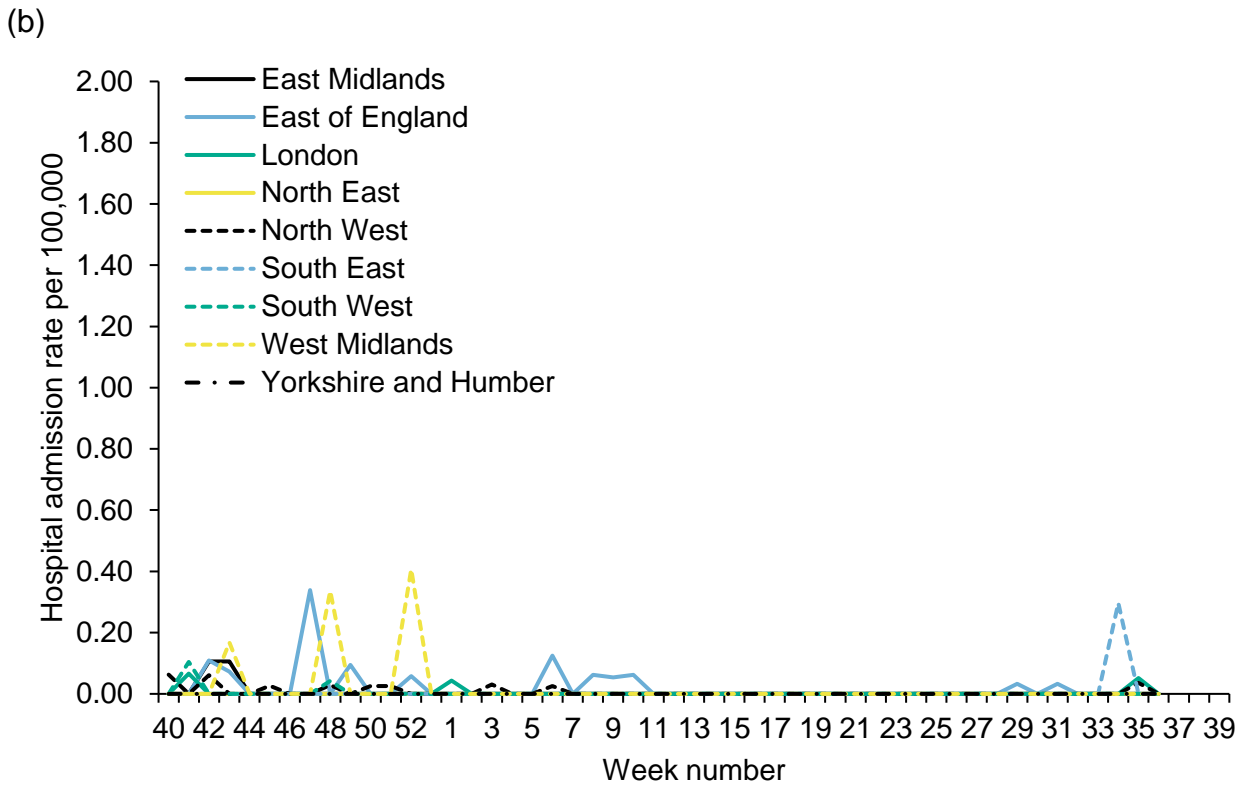 (b)
Hospital admission rate per 100,000
2.00
1.80
1.60
1.40
1.20
1.00
0.80
0.60
0.40
0.20
0.00
East Midlands
East of England
London
North East
North West
South East
South West
West Midlands
Yorkshire and Humber
40 42 44 46 48 50 52 1 3 5 7 9 11 13 15 17 19 21 23 25 27 29 31 33 35 37 39
Week number